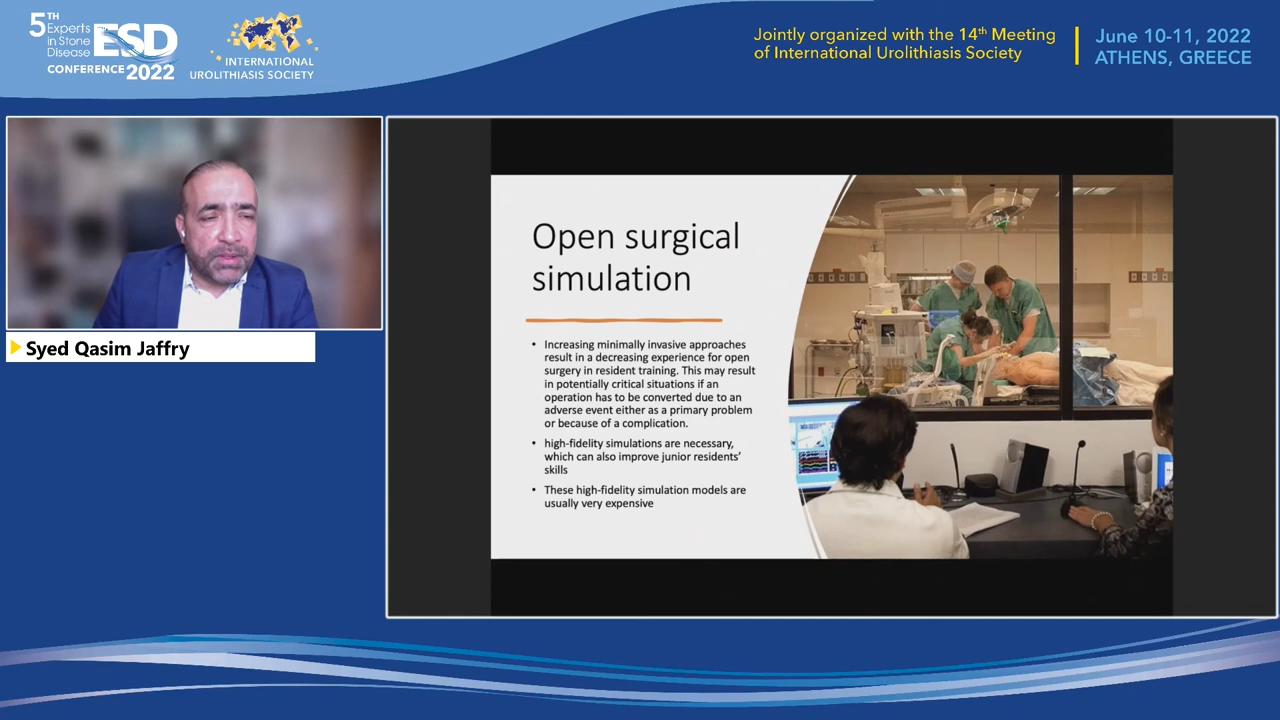 5TH
Experts
in Stone
Disease
ESD
CONFERENCE 2022
INTERNATIONAL
UROLITHIASIS SOCIETY
Jointly organized with the 14th Meeting
of International Urolithiasis Society
June 10-11, 2022
ATHENS, GREECE
Syed Qasim Jaffry
Open surgical
simulation
• Increasing minimally invasive approaches
result in a decreasing experience for open
surgery in resident training. This may result
in potentially critical situations if an
operation has to be converted due to an
adverse event either as a primary problem
or because of a complication.
• high-fidelity simulations are necessary,
which can also improve junior residents'
skills
• These high-fidelity simulation models are
usually very expensive